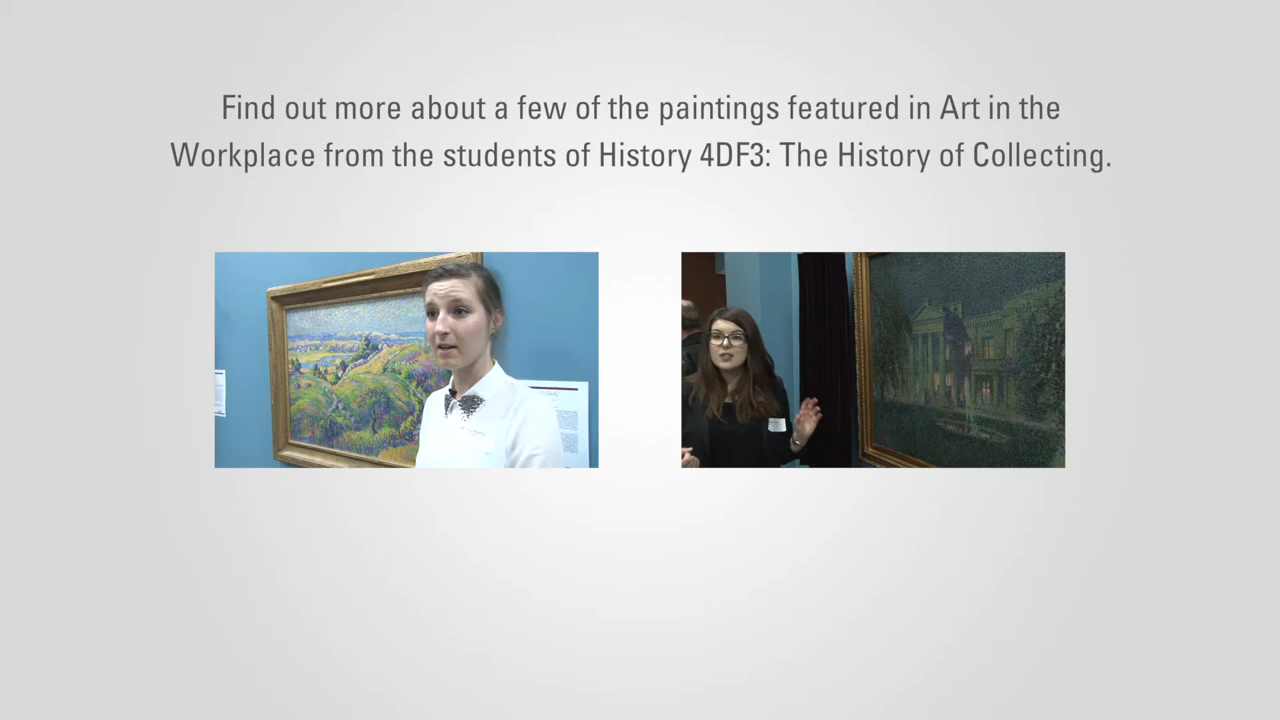 Find out more about a few of the paintings featured in Art in the
Workplace from the students of History 4DF3: The History of Collecting.